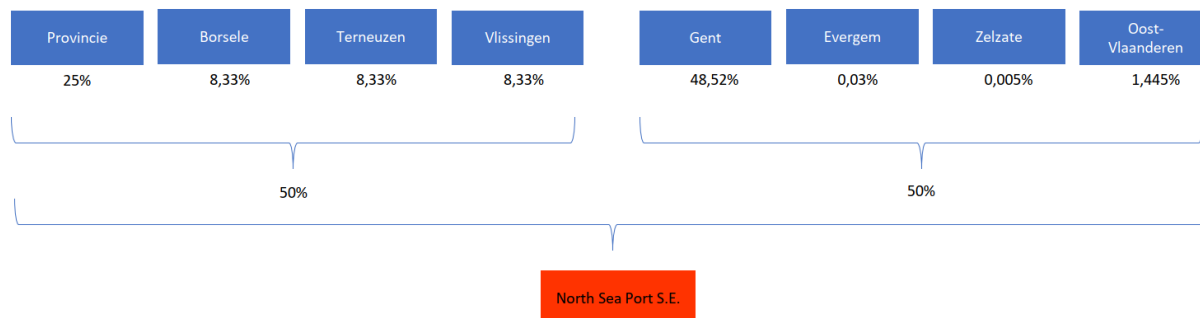 Provincie
Borsele
Terneuzen
Vlissingen
Gent
Evergem
Zelzate
Oost-
Vlaanderen
25%
8,33%
8,33%
8,33%
48,52%
0,03%
0,005%
1,445%
50%
50%
North Sea Port S.E.